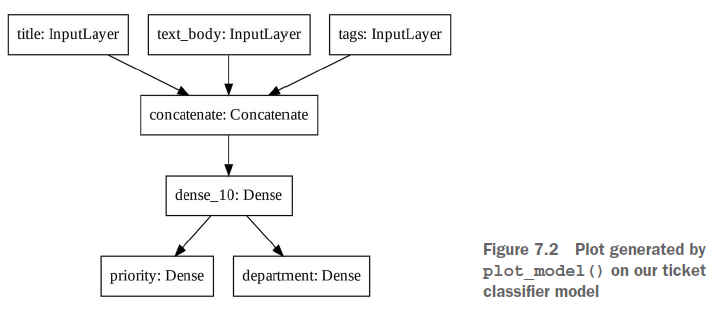 title: InputLayer
text_body: InputLayer
tags: InputLayer
concatenate: Concatenate
dense_10: Dense
priority: Dense
department: Dense
Figure 7.2 Plot generated by
plot_model() on our ticket
classifier model